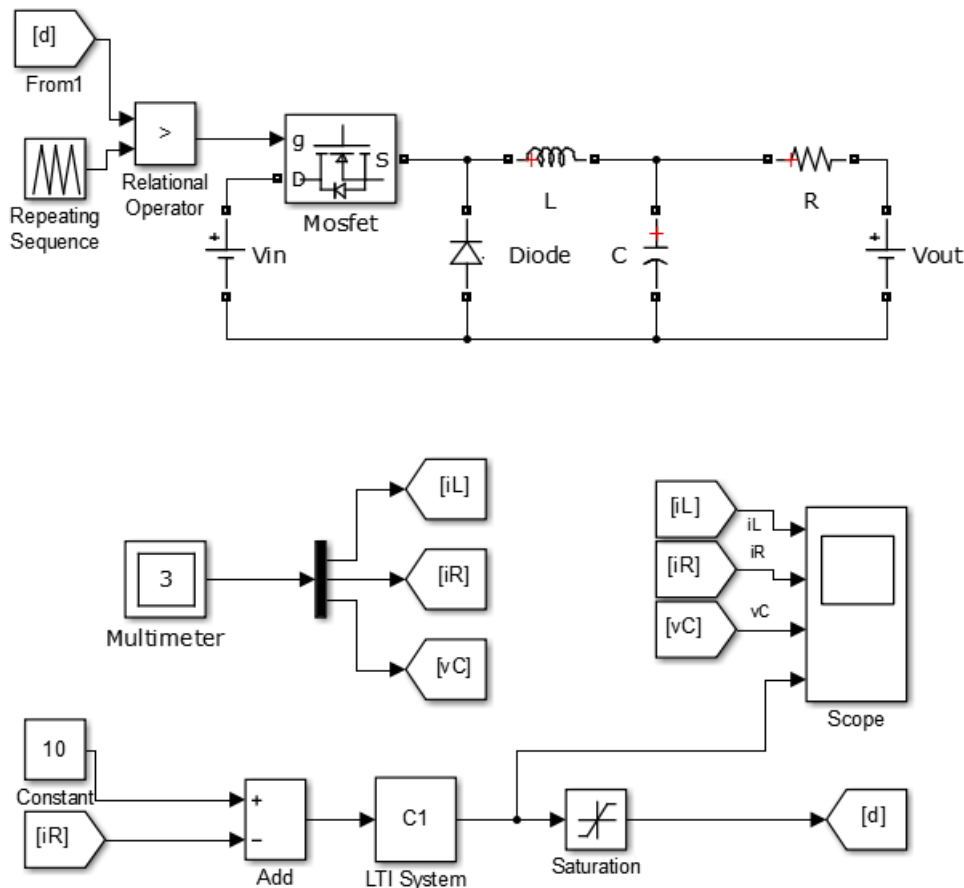 [d]
From1
>
g
D
S
Mosfet
Repeating
Sequence
Relational
Operator
+
Vin
Diode
L
+
C
+
R
+
+
Vout
[iL]
[iR]
[vC]
3
Multimeter
[iL]
iL
[iR]
iR
[vC]
vC
Scope
10
Constant
[iR]
+
−
Add
C1
LTI System
Saturation
[d]